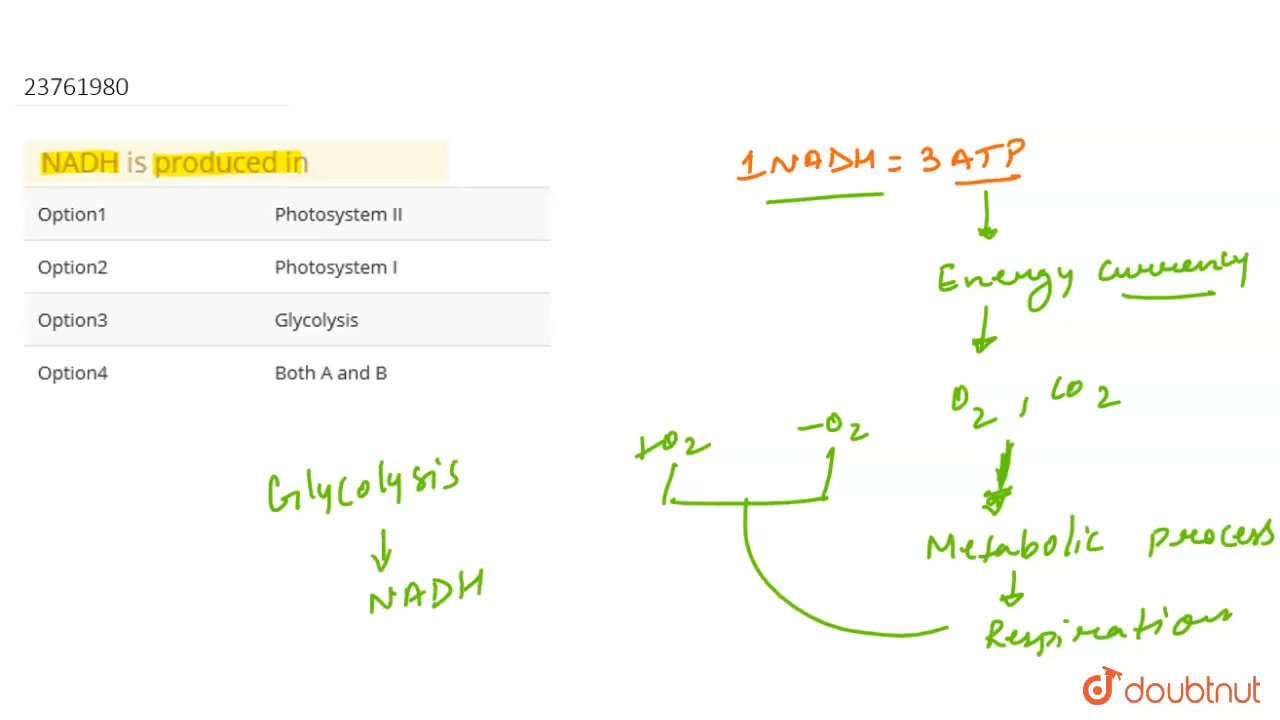 23761980
NADH is produced in
Option1 Photosystem II
Option2 Photosystem I
Option3 Glycolysis
Option4 Both A and B
Glycolysis
NADH
1 NADH = 3 ATP
Energy currency
O2 , CO2
+O2 -O2
Metabolic process
Respiration
doubtnut